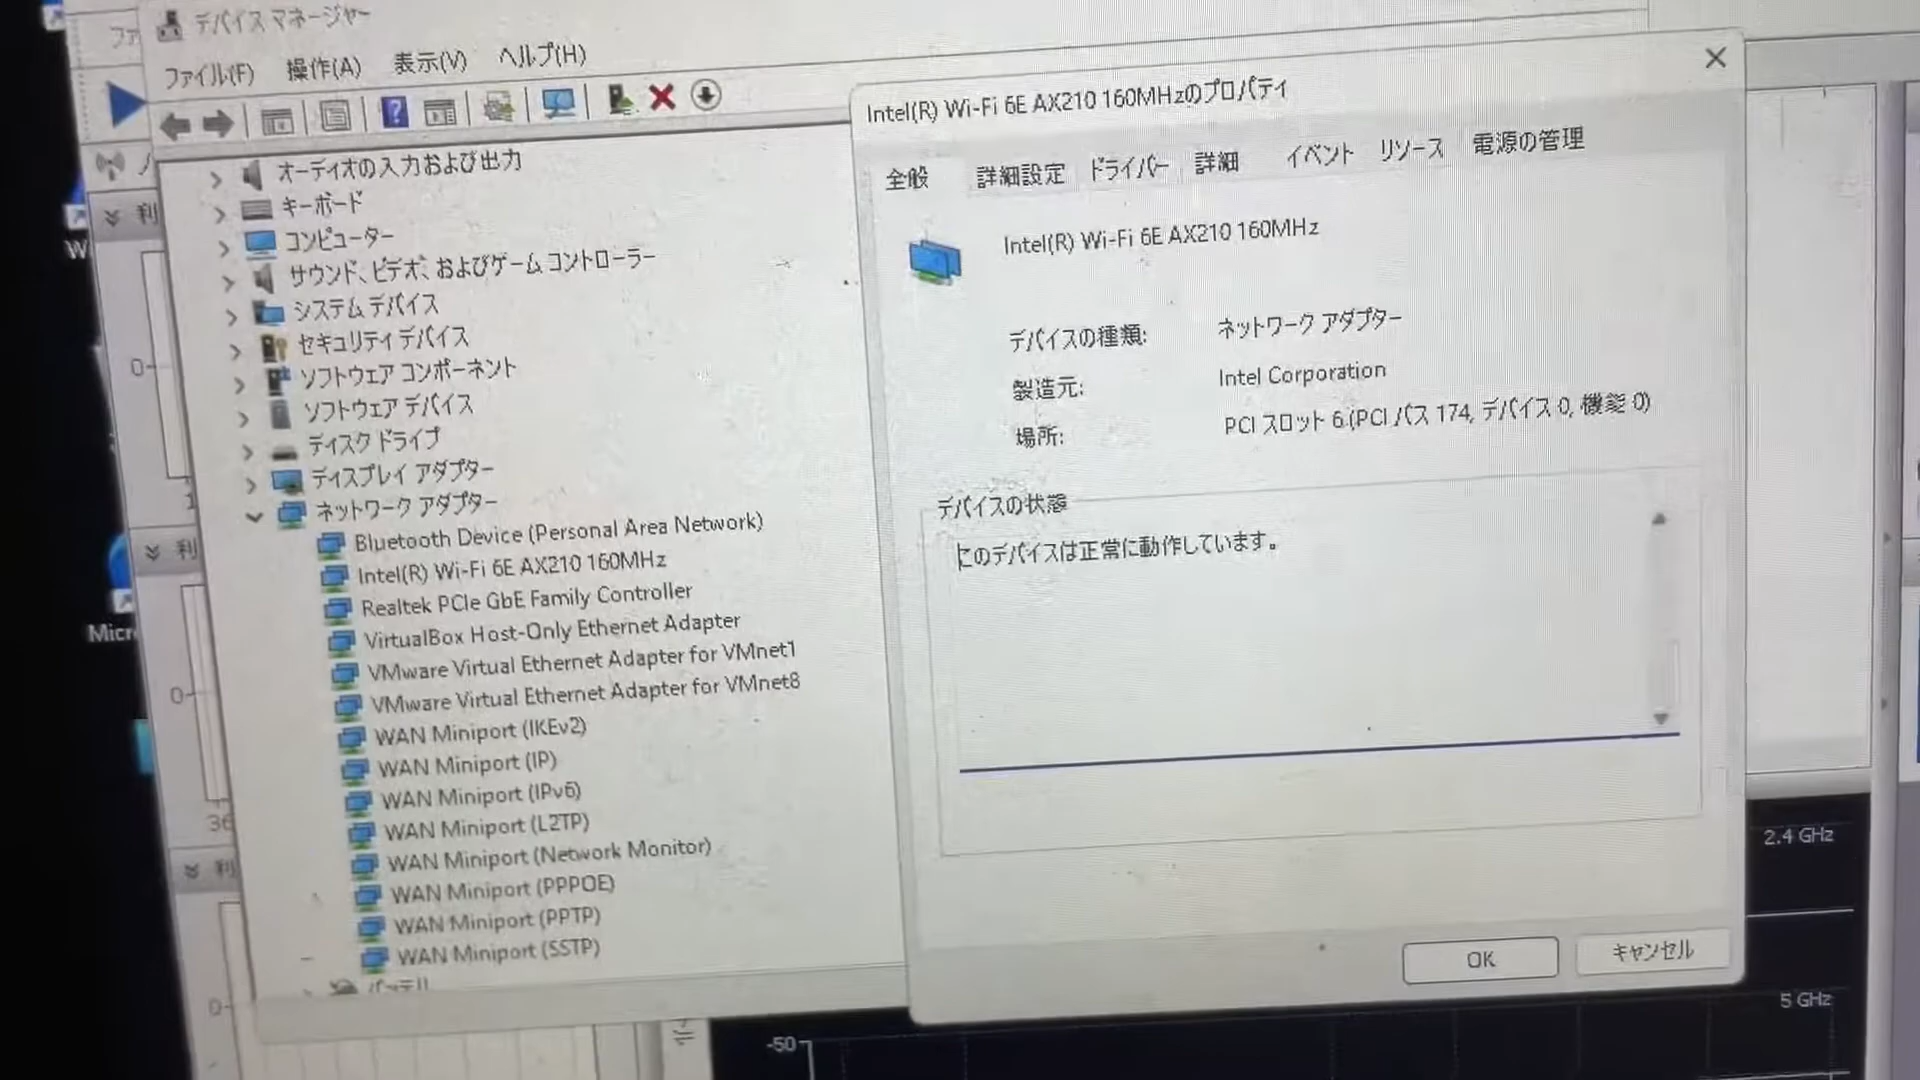 デバイス マネージャー
ファイル(F) 操作(A) 表示(V) ヘルプ(H)
オーディオの入力および出力
キーボード
コンピューター
サウンド、ビデオ、およびゲーム コントローラー
システム デバイス
セキュリティ デバイス
ソフトウェア コンポーネント
ソフトウェア デバイス
ディスク ドライブ
ディスプレイ アダプター
ネットワーク アダプター
Bluetooth Device (Personal Area Network)
Intel(R) Wi-Fi 6E AX210 160MHz
Realtek PCIe GbE Family Controller
VirtualBox Host-Only Ethernet Adapter
VMware Virtual Ethernet Adapter for VMnet1
VMware Virtual Ethernet Adapter for VMnet8
WAN Miniport (IKEv2)
WAN Miniport (IP)
WAN Miniport (IPv6)
WAN Miniport (L2TP)
WAN Miniport (Network Monitor)
WAN Miniport (PPPOE)
WAN Miniport (PPTP)
WAN Miniport (SSTP)
バッテリ
Intel(R) Wi-Fi 6E AX210 160MHzのプロパティ
全般 詳細設定 ドライバー 詳細 イベント リソース 電源の管理
Intel(R) Wi-Fi 6E AX210 160MHz
デバイスの種類: ネットワーク アダプター
製造元: Intel Corporation
場所: PCI スロット 6 (PCI バス 174, デバイス 0, 機能 0)
デバイスの状態
このデバイスは正常に動作しています。
OK キャンセル
利
0
利
0
36
利
0
2.4 GHz
5 GHz
-50